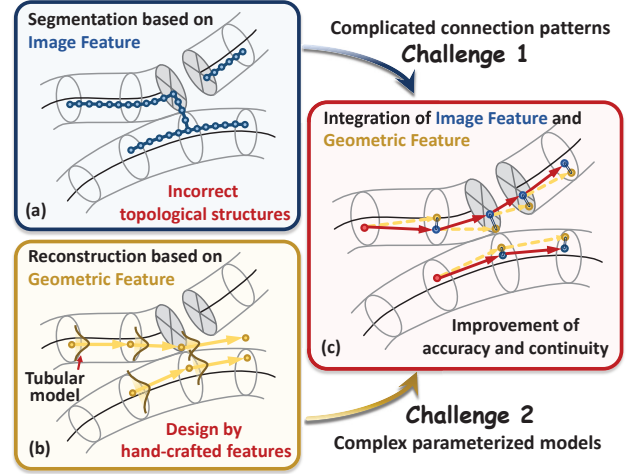 Segmentation based on
Image Feature
(a)
Incorrect
topological structures
Complicated connection patterns
Challenge 1
Integration of Image Feature and
Geometric Feature
(c)
Improvement of
accuracy and continuity
Reconstruction based on
Geometric Feature
Tubular
model
(b)
Design by
hand-crafted features
Challenge 2
Complex parameterized models